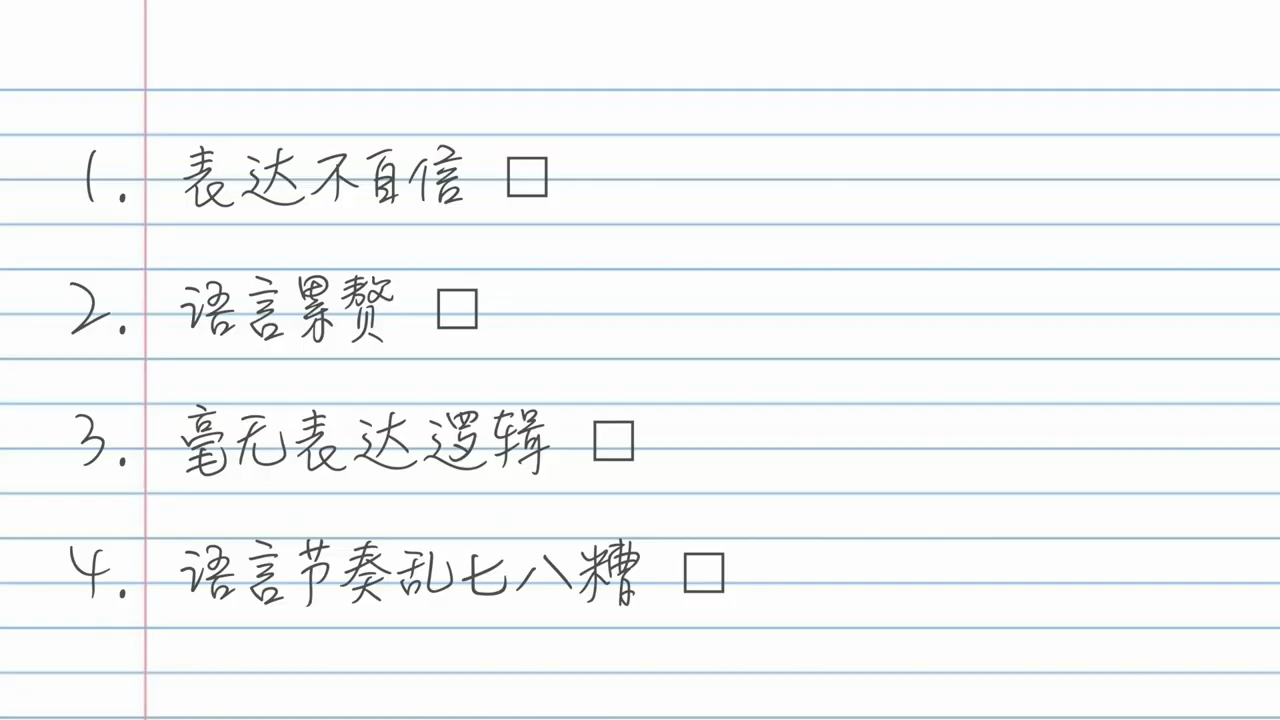 1. 表达不自信 □
2. 语言累赘 □
3. 毫无表达逻辑 □
4. 语言节奏乱七八糟 □